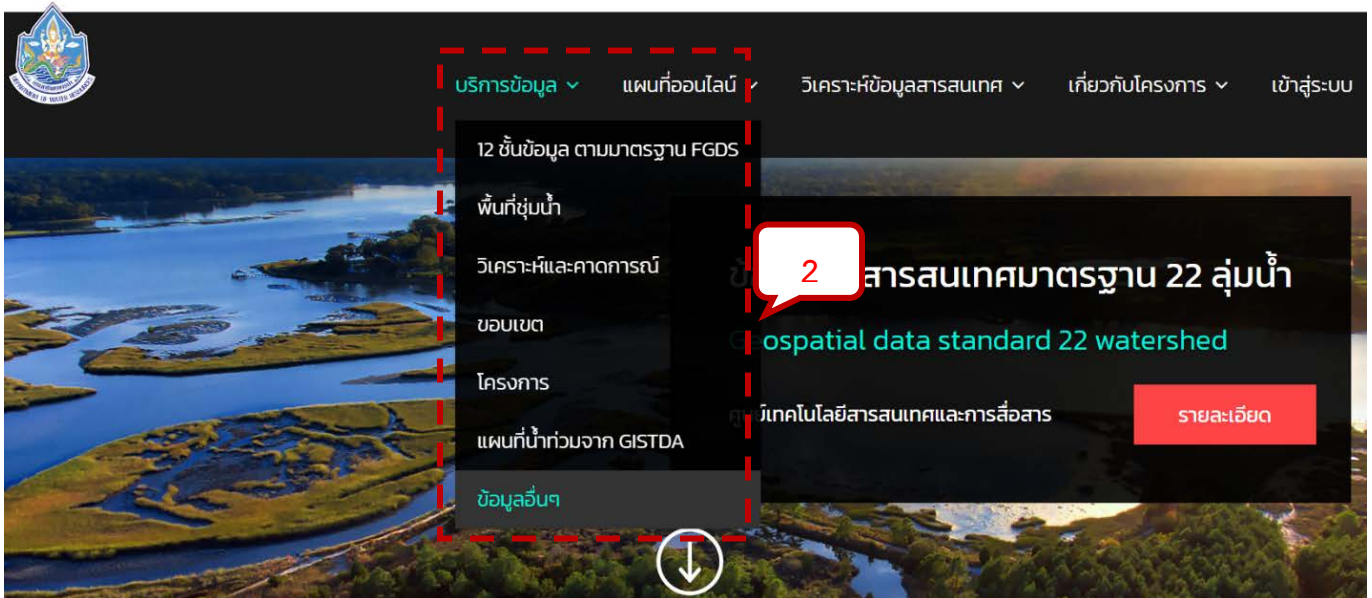 บริการข้อมูล แผนที่ออนไลน์ วิเคราะห์ข้อมูลสารสนเทศ เกี่ยวกับโครงการ เข้าสู่ระบบ
12 ชั้นข้อมูล ตามมาตรฐาน FGDS
พื้นที่ชุ่มน้ำ
วิเคราะห์และคาดการณ์
ขอบเขต
โครงการ
แผนที่น้ำท่วมจาก GISTDA
ข้อมูลอื่นๆ
2
สารสนเทศมาตรฐาน 22 ลุ่มน้ำ
Geospatial data standard 22 watershed
ศูนย์เทคโนโลยีสารสนเทศและการสื่อสาร
รายละเอียด